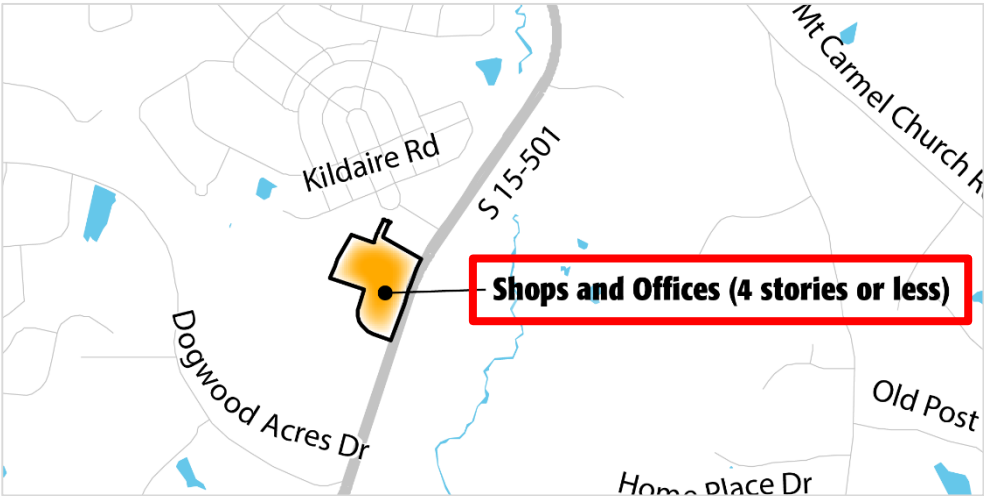 Mt Carmel Church
Kildaire Rd
S 15-501
Shops and Offices (4 stories or less)
Dogwood Acres Dr
Old Post
Home Place Dr